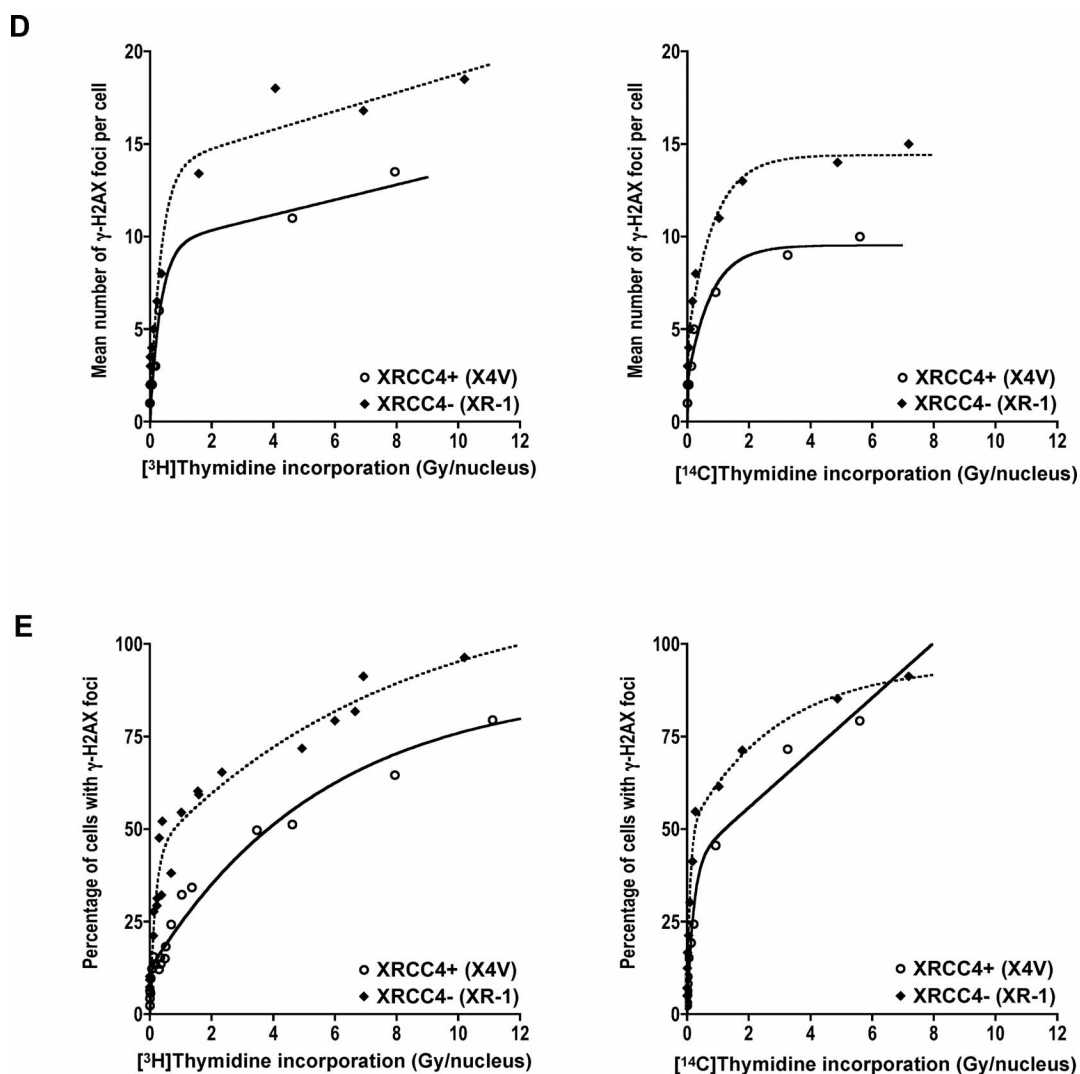 D
Mean number of γ-H2AX foci per cell
20
15
10
5
0
XRCC4+ (X4V)
XRCC4- (XR-1)
0 2 4 6 8 10 12
[³H]Thymidine incorporation (Gy/nucleus)
Mean number of γ-H2AX foci per cell
20
15
10
5
0
XRCC4+ (X4V)
XRCC4- (XR-1)
0 2 4 6 8 10 12
[¹⁴C]Thymidine incorporation (Gy/nucleus)
E
Percentage of cells with γ-H2AX foci
100
75
50
25
0
XRCC4+ (X4V)
XRCC4- (XR-1)
0 2 4 6 8 10 12
[³H]Thymidine incorporation (Gy/nucleus)
Percentage of cells with γ-H2AX foci
100
75
50
25
0
XRCC4+ (X4V)
XRCC4- (XR-1)
0 2 4 6 8 10 12
[¹⁴C]Thymidine incorporation (Gy/nucleus)